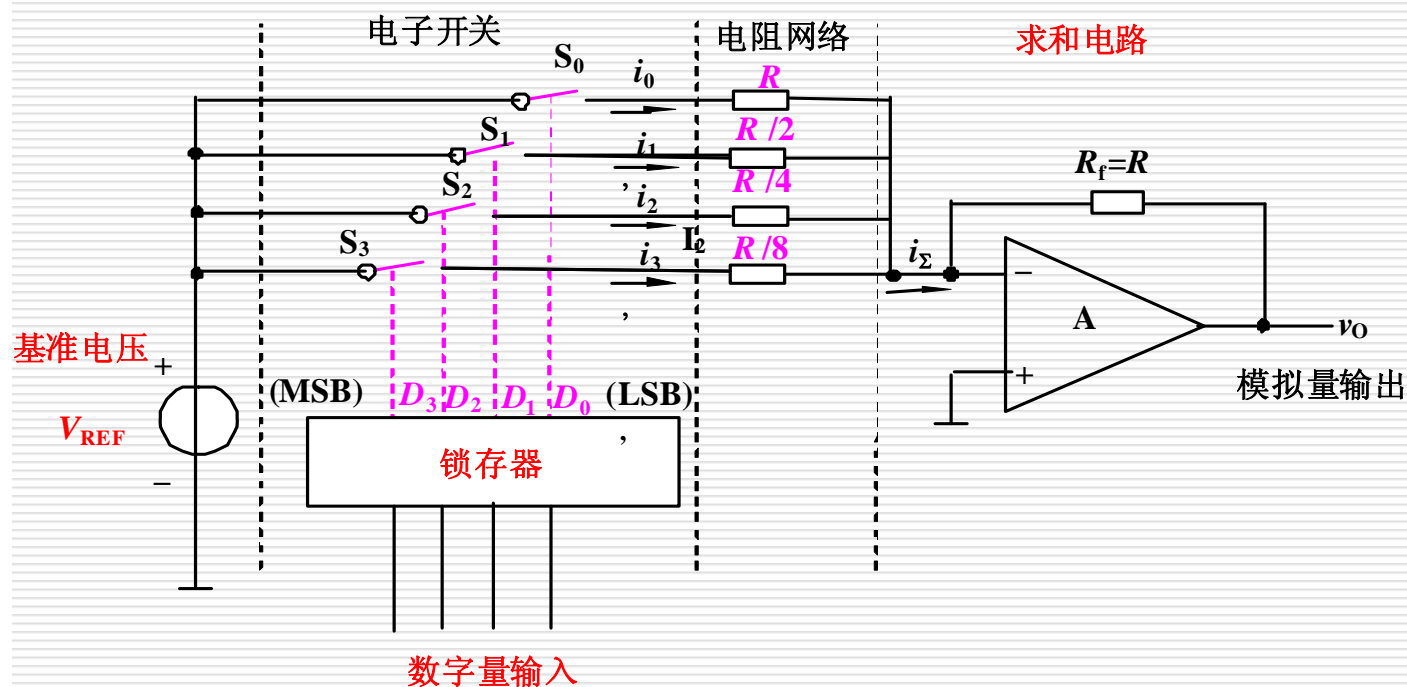 电子开关
电阻网络
求和电路
S0
i0
R
S1
i1
R /2
,
S2
i2
R /4
I2
S3
i3
R /8
,
iΣ
Rf=R
−
A
+
vO
模拟量输出
基准电压
+
VREF
−
(MSB) D3 D2 D1 D0 (LSB)
,
锁存器
数字量输入